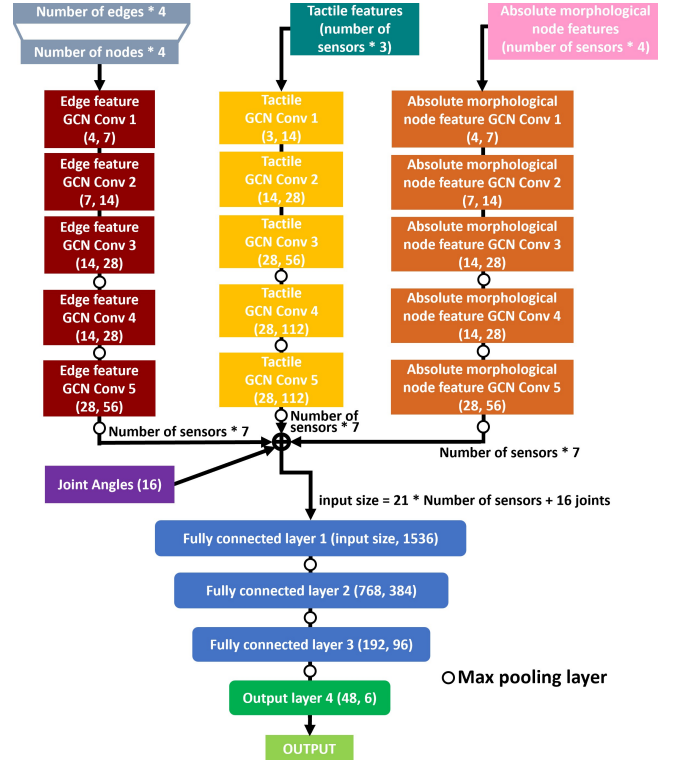 Number of edges * 4
Number of nodes * 4
Tactile features
(number of
sensors * 3)
Absolute morphological
node features
(number of sensors * 4)
Edge feature
GCN Conv 1
(4, 7)
Edge feature
GCN Conv 2
(7, 14)
Edge feature
GCN Conv 3
(14, 28)
Edge feature
GCN Conv 4
(14, 28)
Edge feature
GCN Conv 5
(28, 56)
Tactile
GCN Conv 1
(3, 14)
Tactile
GCN Conv 2
(14, 28)
Tactile
GCN Conv 3
(28, 56)
Tactile
GCN Conv 4
(28, 112)
Tactile
GCN Conv 5
(28, 112)
Absolute morphological
node feature GCN Conv 1
(4, 7)
Absolute morphological
node feature GCN Conv 2
(7, 14)
Absolute morphological
node feature GCN Conv 3
(14, 28)
Absolute morphological
node feature GCN Conv 4
(14, 28)
Absolute morphological
node feature GCN Conv 5
(28, 56)
Number of sensors * 7
Number of
sensors * 7
Number of sensors * 7
Joint Angles (16)
input size = 21 * Number of sensors + 16 joints
Fully connected layer 1 (input size, 1536)
Fully connected layer 2 (768, 384)
Fully connected layer 3 (192, 96)
Max pooling layer
Output layer 4 (48, 6)
OUTPUT